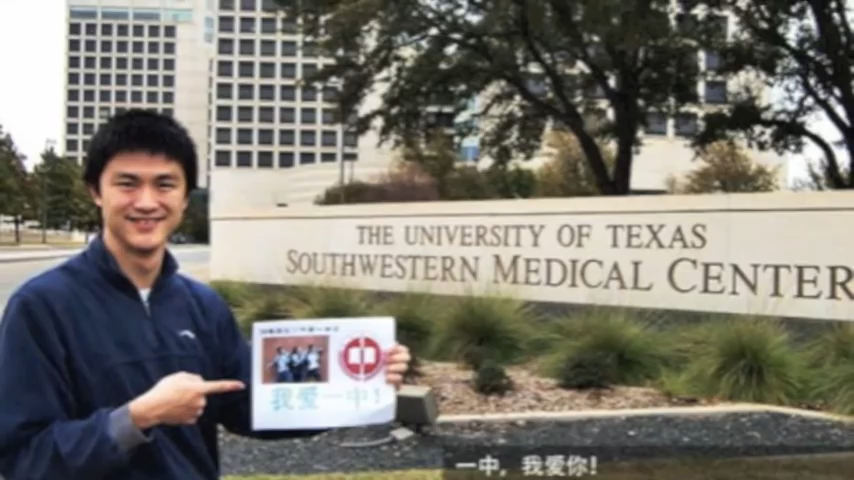 THE UNIVERSITY OF TEXAS
SOUTHWESTERN MEDICAL CENTER
我爱一中!
一中，我爱你!